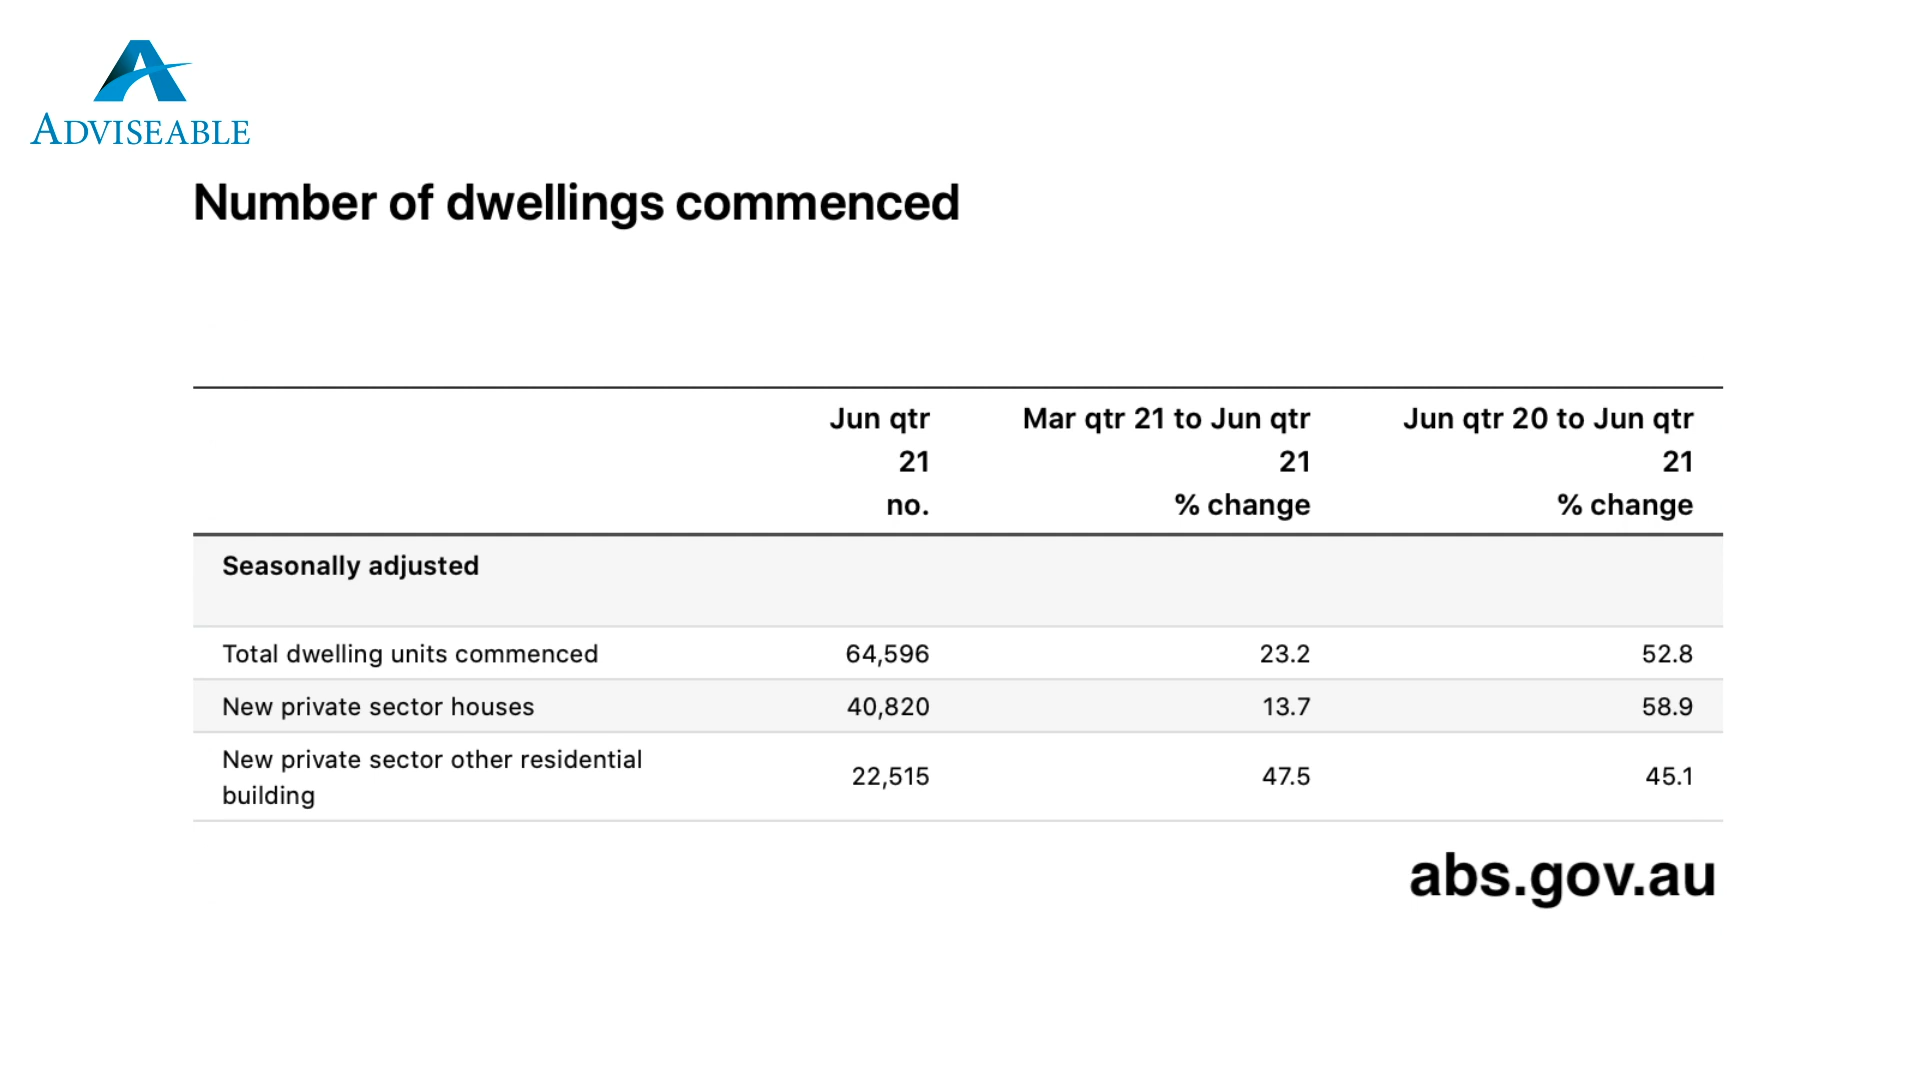 ADVISEABLE
Number of dwellings commenced
Jun qtr 21 no. Mar qtr 21 to Jun qtr 21 % change Jun qtr 20 to Jun qtr 21 % change
Seasonally adjusted
Total dwelling units commenced 64,596 23.2 52.8
New private sector houses 40,820 13.7 58.9
New private sector other residential building 22,515 47.5 45.1
abs.gov.au